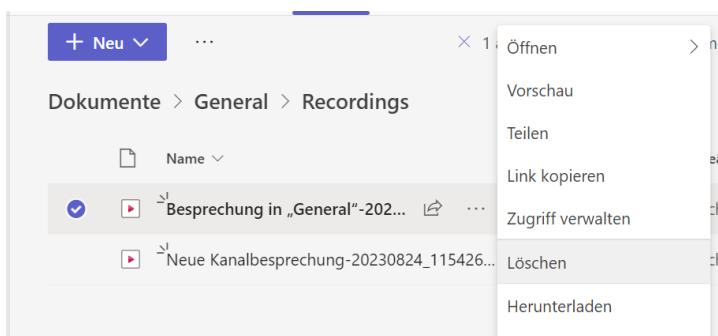 + Neu ... × 1
Dokumente > General > Recordings
Name
Besprechung in „General“-202... ...
Neue Kanalbesprechung-20230824_115426...
Öffnen >
Vorschau
Teilen
Link kopieren
Zugriff verwalten
Löschen
Herunterladen